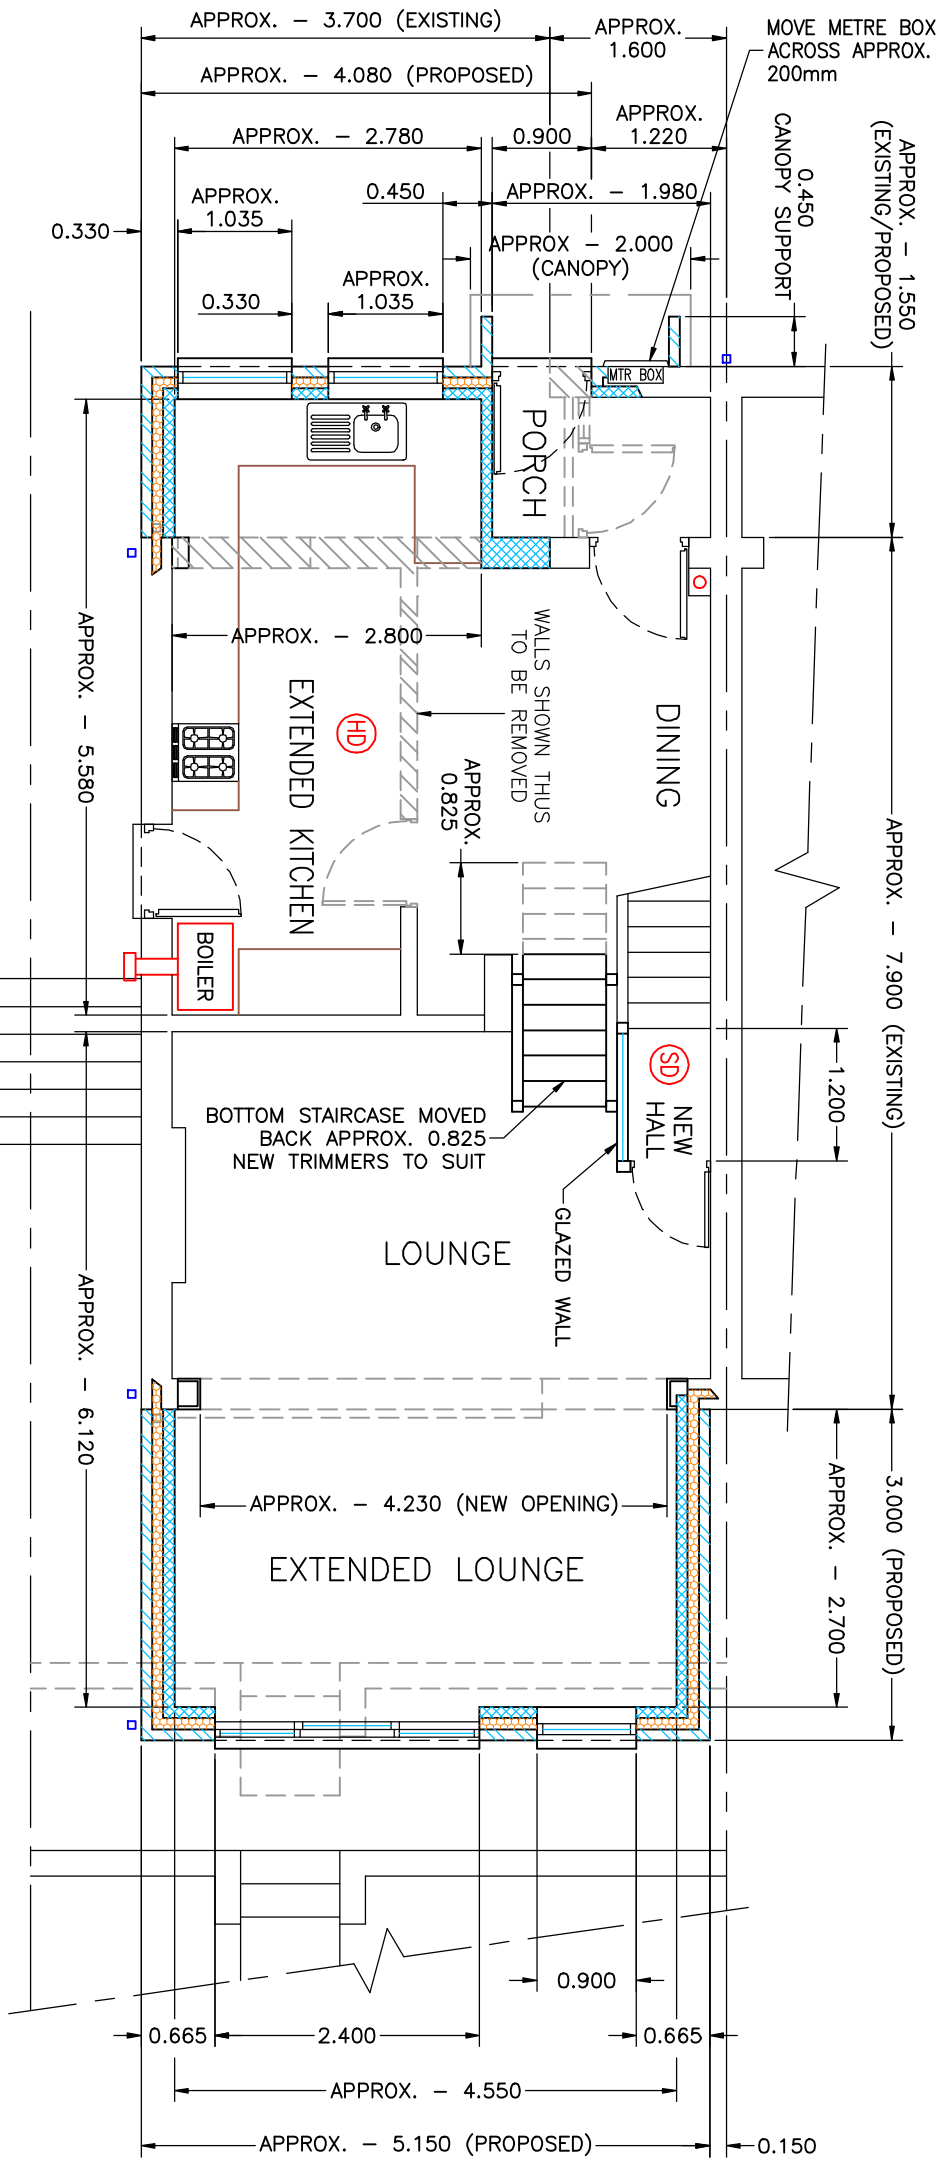 APPROX. - 3.700 (EXISTING)
APPROX.
1.600
MOVE METRE BOX
ACROSS APPROX.
200mm
APPROX. - 4.080 (PROPOSED)
APPROX.
1.220
APPROX. - 2.780
0.900
CANOPY SUPPORT
0.450
APPROX. - 1.550
(EXISTING/PROPOSED)
APPROX.
1.035
0.450
APPROX. - 1.980
0.330
APPROX - 2.000
(CANOPY)
0.330
APPROX.
1.035
MTR BOX
PORCH
APPROX. - 2.800
WALLS SHOWN THUS
TO BE REMOVED
APPROX. - 5.580
EXTENDED KITCHEN
HD
DINING
APPROX.
0.825
APPROX. - 7.900 (EXISTING)
BOILER
SD
NEW
HALL
1.200
BOTTOM STAIRCASE MOVED
BACK APPROX. 0.825
NEW TRIMMERS TO SUIT
GLAZED WALL
LOUNGE
APPROX. - 6.120
APPROX. - 4.230 (NEW OPENING)
EXTENDED LOUNGE
APPROX. - 2.700
3.000 (PROPOSED)
0.900
0.665
2.400
0.665
APPROX. - 4.550
APPROX. - 5.150 (PROPOSED)
0.150